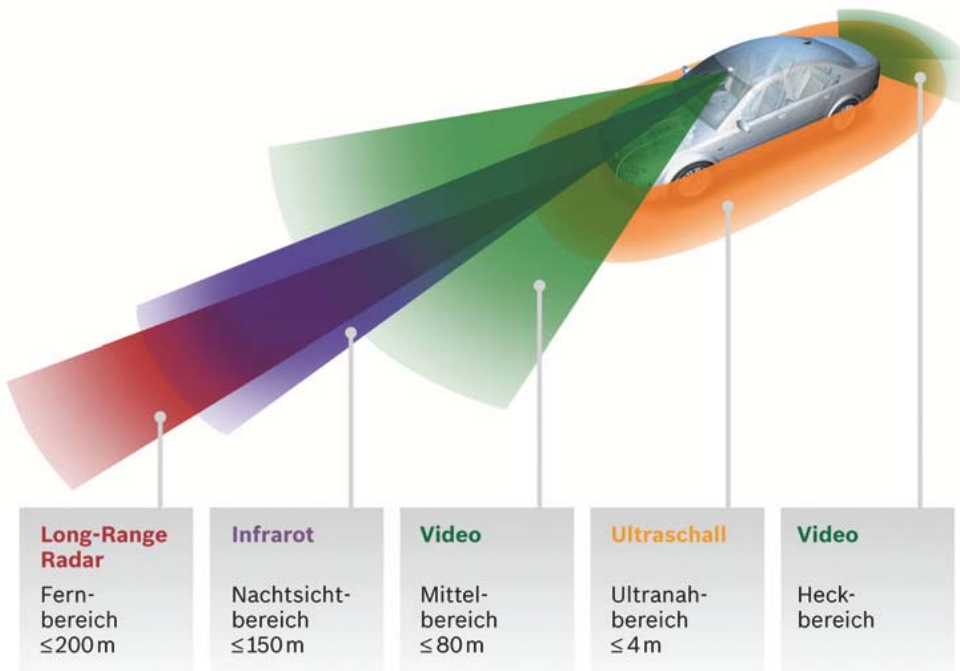 Long-Range
Radar
Fern-
bereich
≤200 m
Infrarot
Nachtsicht-
bereich
≤150 m
Video
Mittel-
bereich
≤80 m
Ultraschall
Ultranah-
bereich
≤4 m
Video
Heck-
bereich